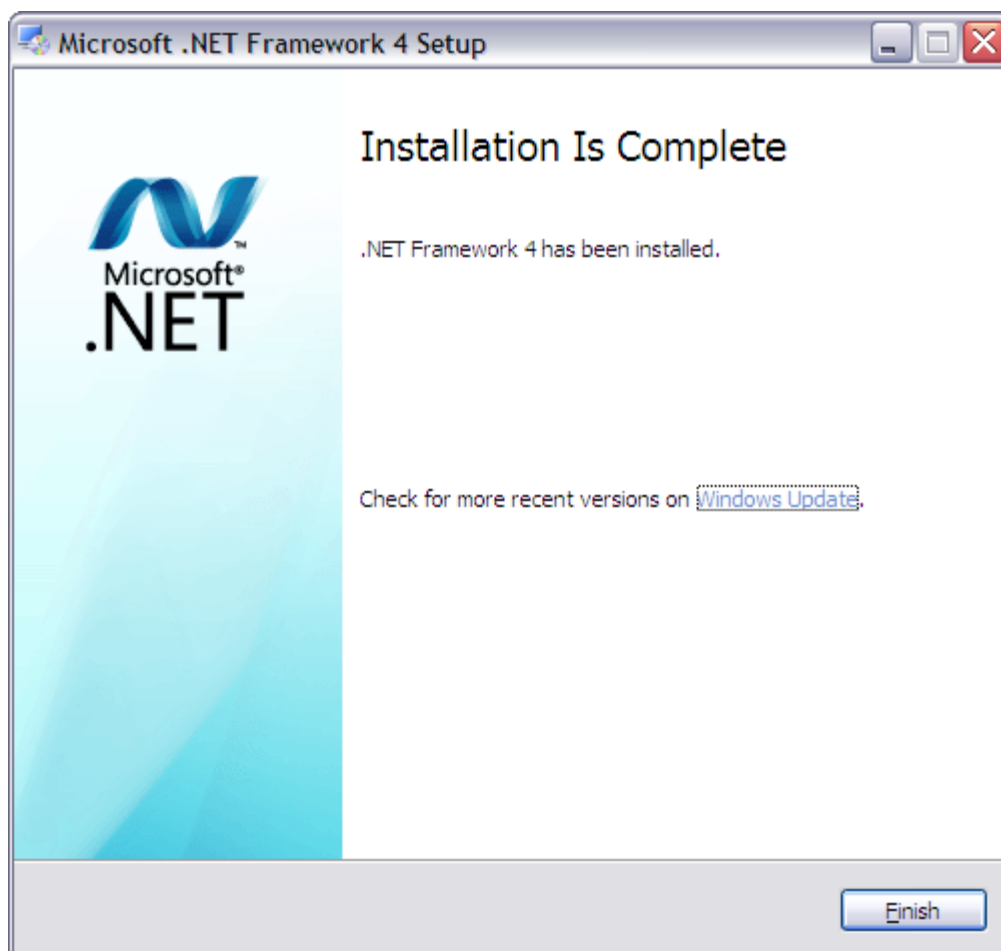 Microsoft .NET Framework 4 Setup
Installation Is Complete
Microsoft®
.NET
™
.NET Framework 4 has been installed.
Check for more recent versions on Windows Update.
Finish